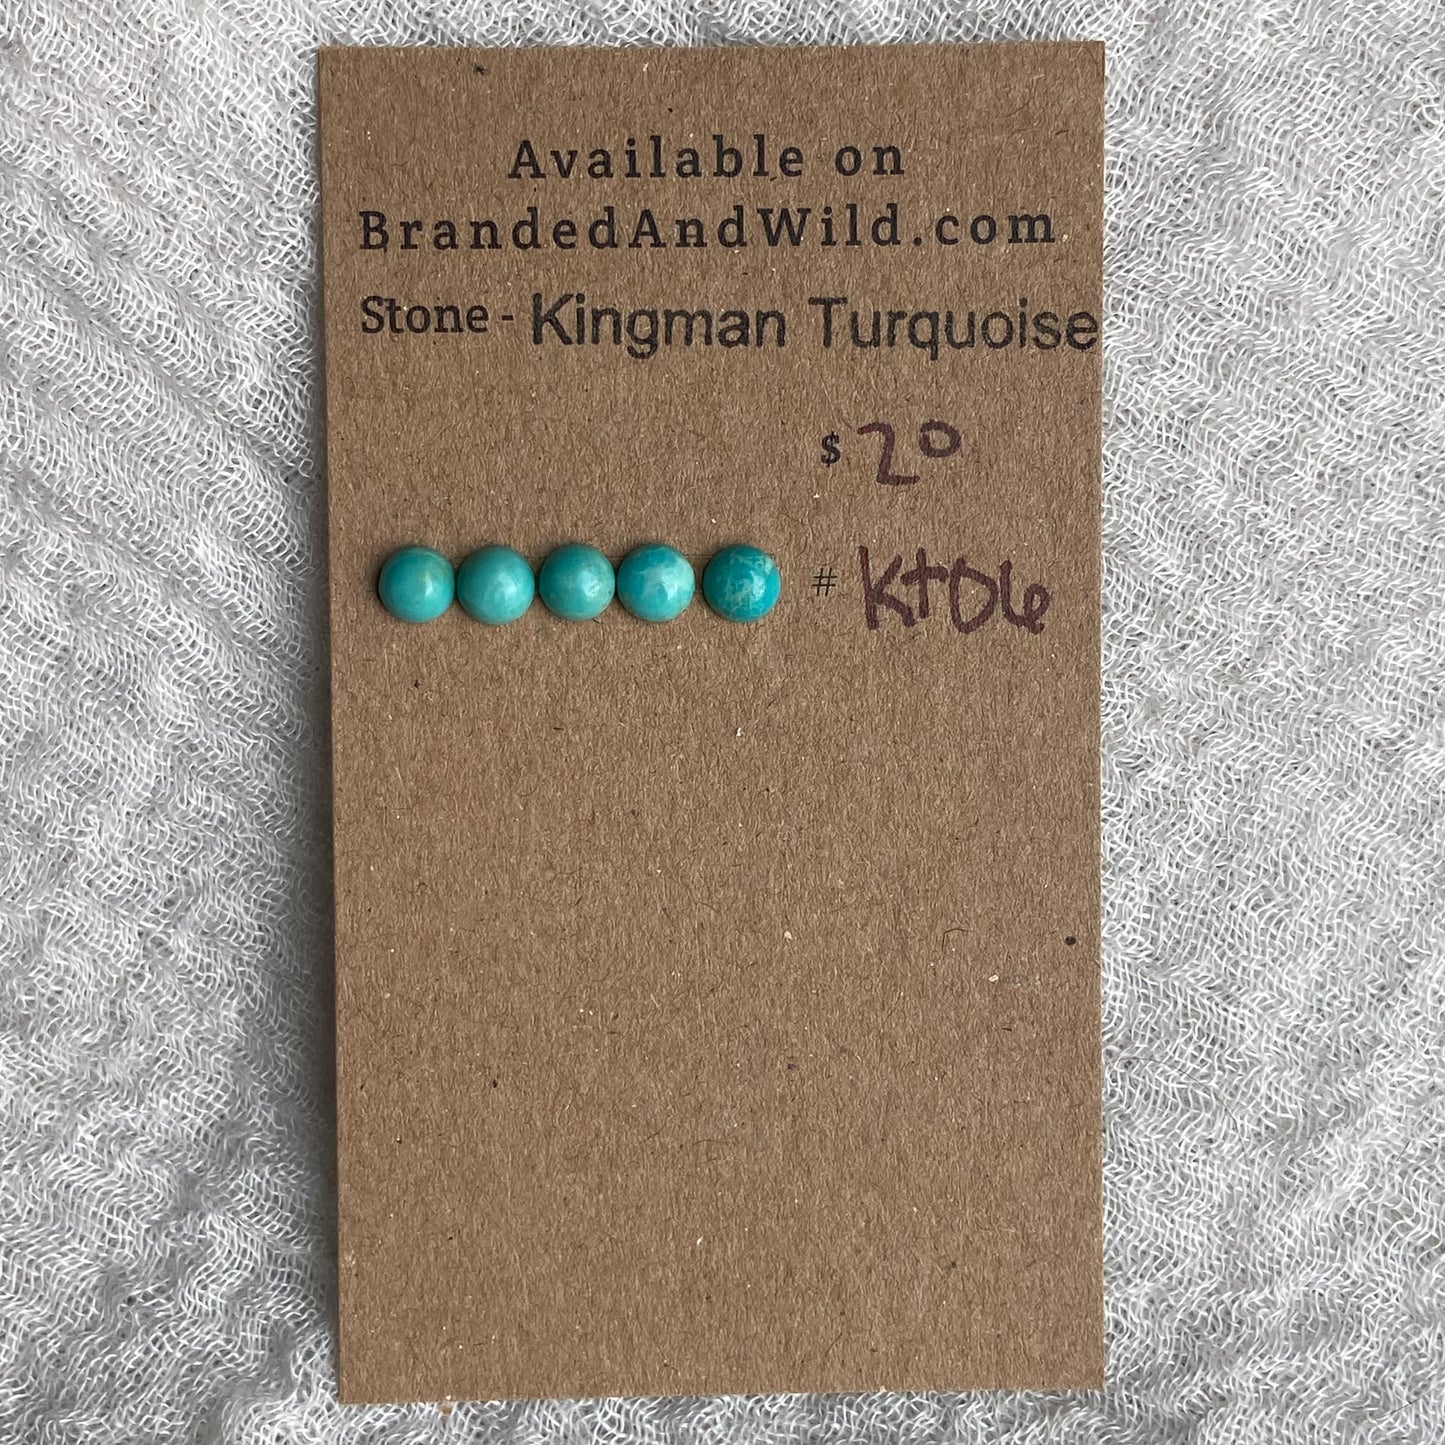 Available on
BrandedAndWild.com
Stone - Kingman Turquoise
$ 20
# Kt06